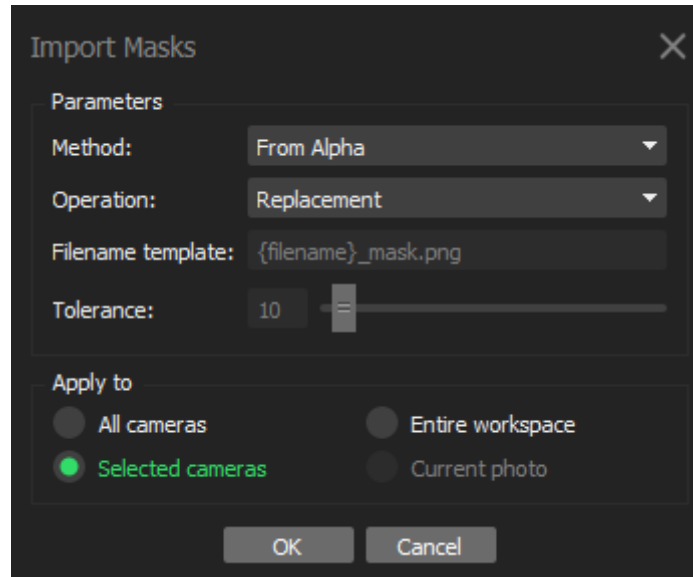 Import Masks
Parameters
Method: From Alpha
Operation: Replacement
Filename template: {filename}_mask.png
Tolerance: 10
Apply to
All cameras Entire workspace
Selected cameras Current photo
OK Cancel